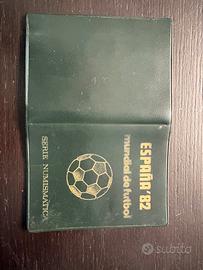 ESPAÑA '82
mundial de futbol
SERIE NUMISMATICA
subito